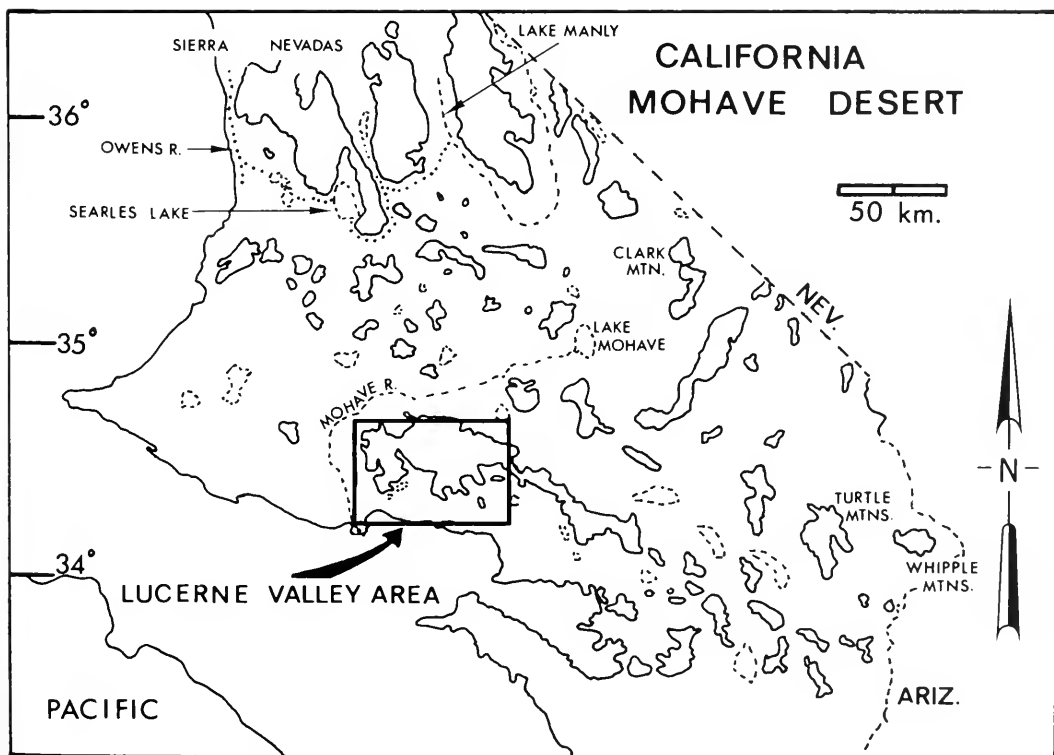 LAKE MANLY
SIERRA NEVADAS
CALIFORNIA
MOHAVE DESERT
36°
OWENS R.
SEARLES LAKE
50 km.
CLARK
MTN.
NEV.
35°
LAKE
MOHAVE
MOHAVE R.
-N-
TURTLE
MTNS.
34°
WHIPPLE
MTNS.
LUCERNE VALLEY AREA
PACIFIC
ARIZ.